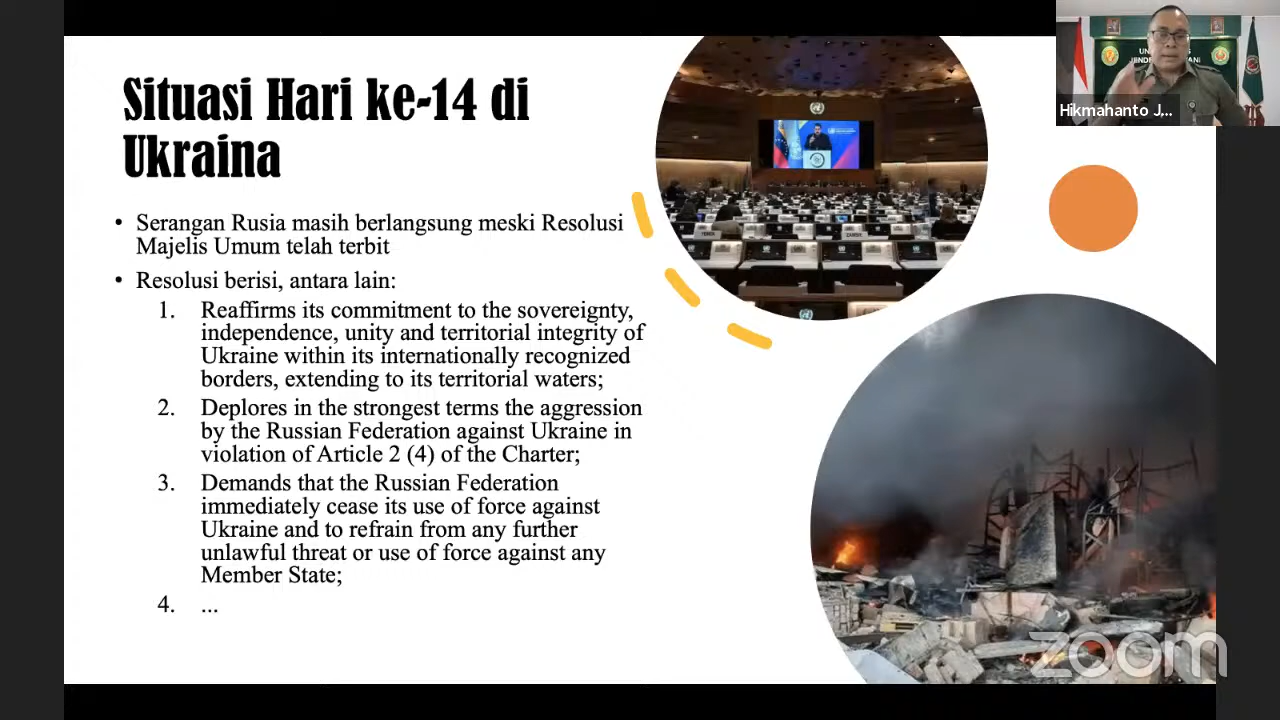 Situasi Hari ke-14 di
Ukraina
• Serangan Rusia masih berlangsung meski Resolusi
Majelis Umum telah terbit
• Resolusi berisi, antara lain:
1. Reaffirms its commitment to the sovereignty,
independence, unity and territorial integrity of
Ukraine within its internationally recognized
borders, extending to its territorial waters;
2. Deplores in the strongest terms the aggression
by the Russian Federation against Ukraine in
violation of Article 2 (4) of the Charter;
3. Demands that the Russian Federation
immediately cease its use of force against
Ukraine and to refrain from any further
unlawful threat or use of force against any
Member State;
4. ...
Hikmahanto J,...
zoom